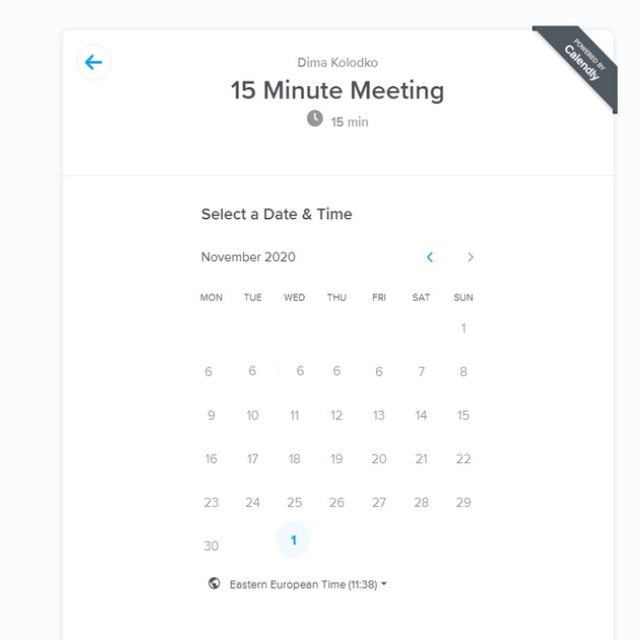 Dima Kolodko
15 Minute Meeting
15 min
POWERED BY
Calendly
Select a Date & Time
November 2020
MON TUE WED THU FRI SAT SUN
1
6 6 6 6 6 7 8
9 10 11 12 13 14 15
16 17 18 19 20 21 22
23 24 25 26 27 28 29
30 1
Eastern European Time (11:38)